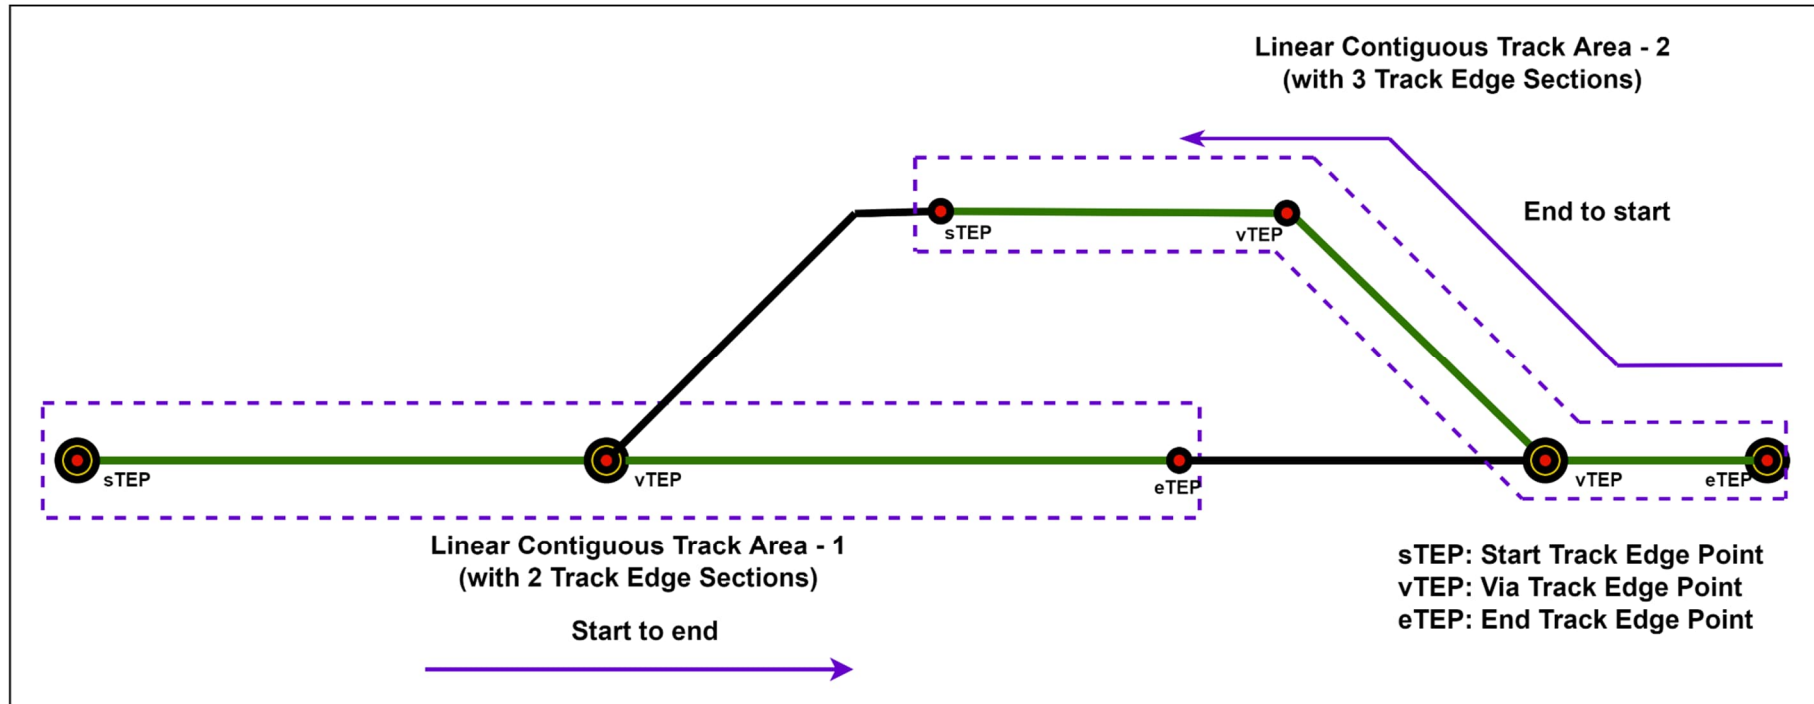 Linear Contiguous Track Area - 2
(with 3 Track Edge Sections)
End to start
sTEP
vTEP
sTEP
vTEP
eTEP
vTEP
eTEP
Linear Contiguous Track Area - 1
(with 2 Track Edge Sections)
Start to end
sTEP: Start Track Edge Point
vTEP: Via Track Edge Point
eTEP: End Track Edge Point